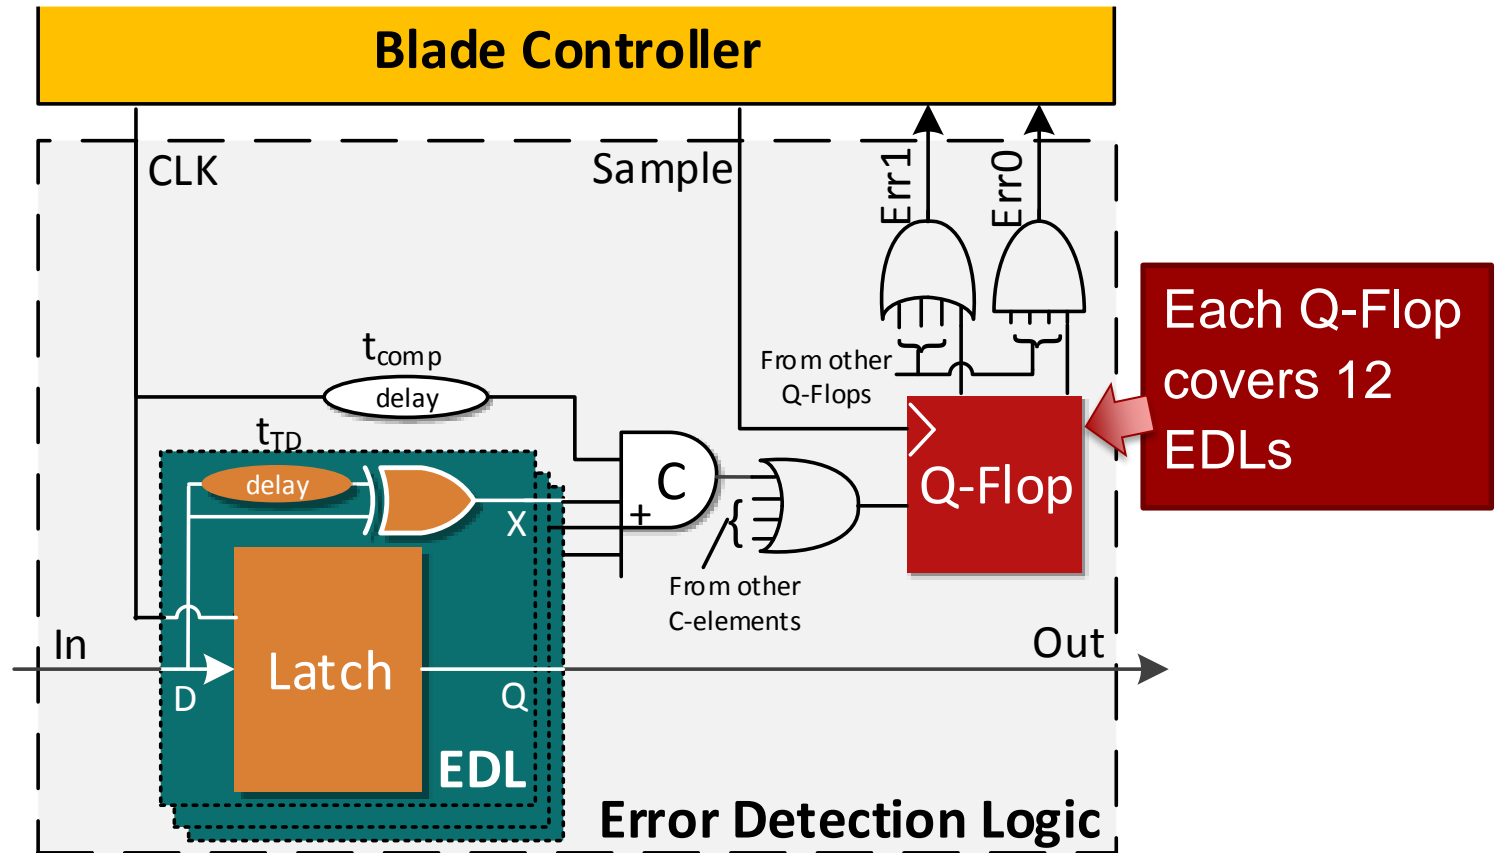 Blade Controller
CLK
Sample
Err1
Err0
Each Q-Flop
covers 12
EDLs
t_comp
delay
From other
Q-Flops
t_TD
delay
X
C
+
Q-Flop
From other
C-elements
In
Out
D
Latch
Q
EDL
Error Detection Logic